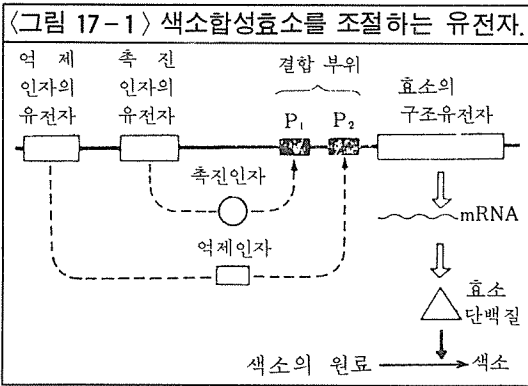 〈그림 17-1〉 색소합성효소를 조절하는 유전자.
억 제
인자의
유전자
촉 진
인자의
유전자
결합 부위
P₁
P₂
효소의
구조유전자
촉진인자
억제인자
mRNA
효소
단백질
색소의 원료
색소